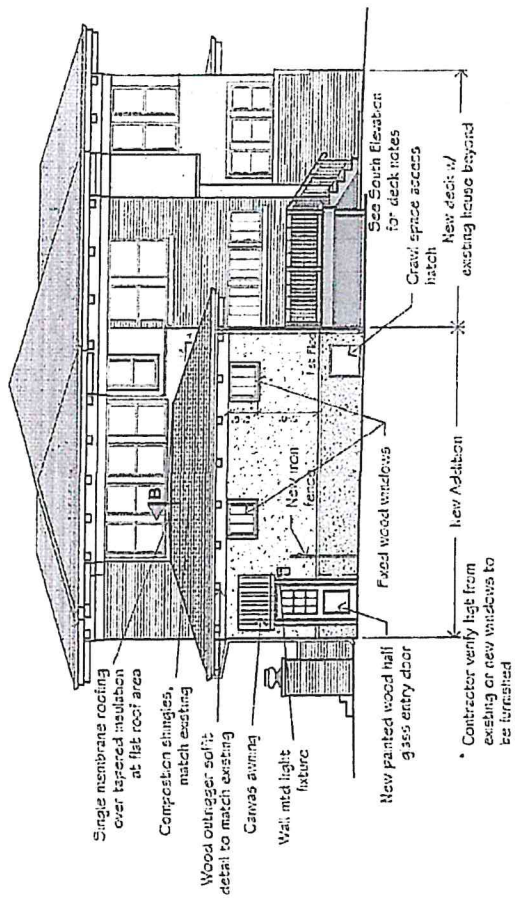 Single membrane roofing
over tapered insulation
at flat roof area
Composition shingles,
match existing
Wood outrigger soffit
detail to match existing
Canvas awning
Wall mtd light
fixture
New painted wood half
glass entry door
* Contractor verify hgt from
existing or new windows to
be furnished
B
New iron
fence
Fixed wood windows
New Addition
1st Floor
See South Elevation
for deck notes
Crawl space access
hatch
New deck w/
existing house beyond